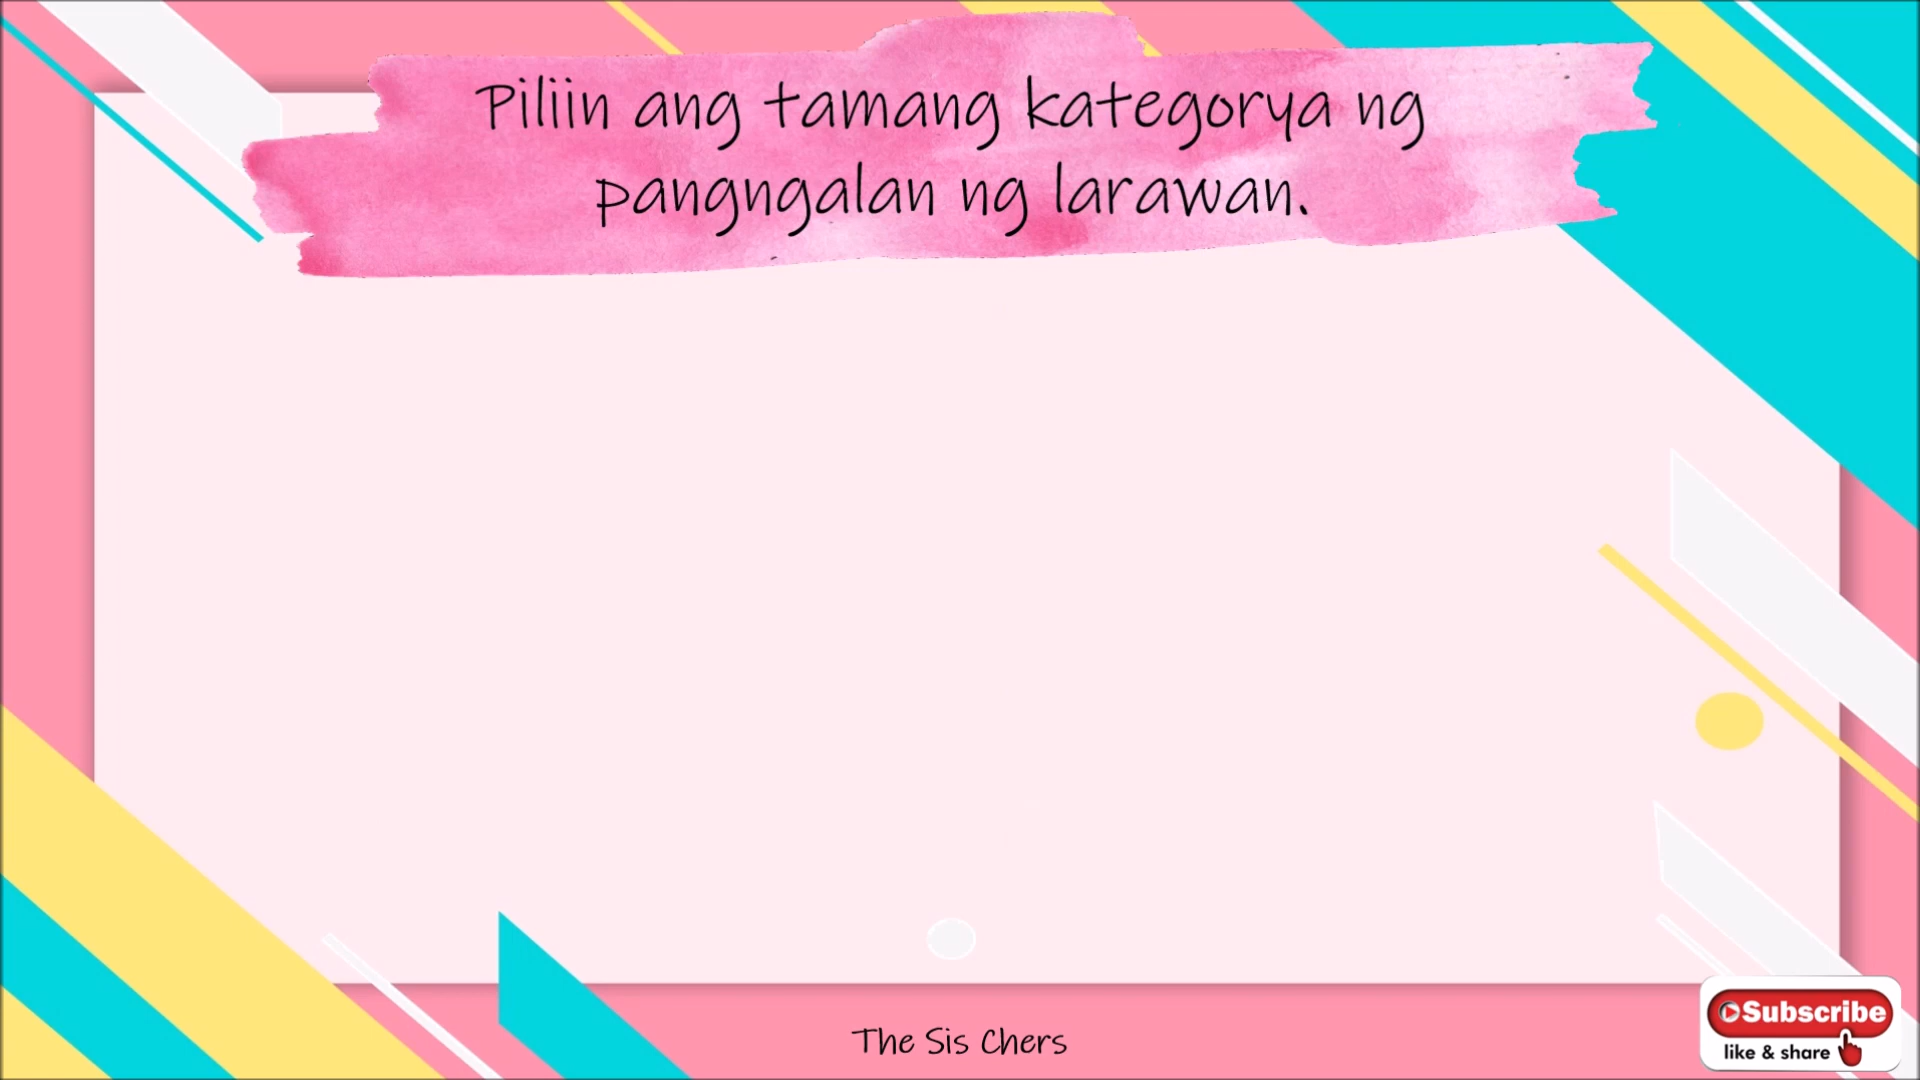 Piliin ang tamang kategorya ng
pangngalan ng larawan.
The Sis Chers
Subscribe
like & share